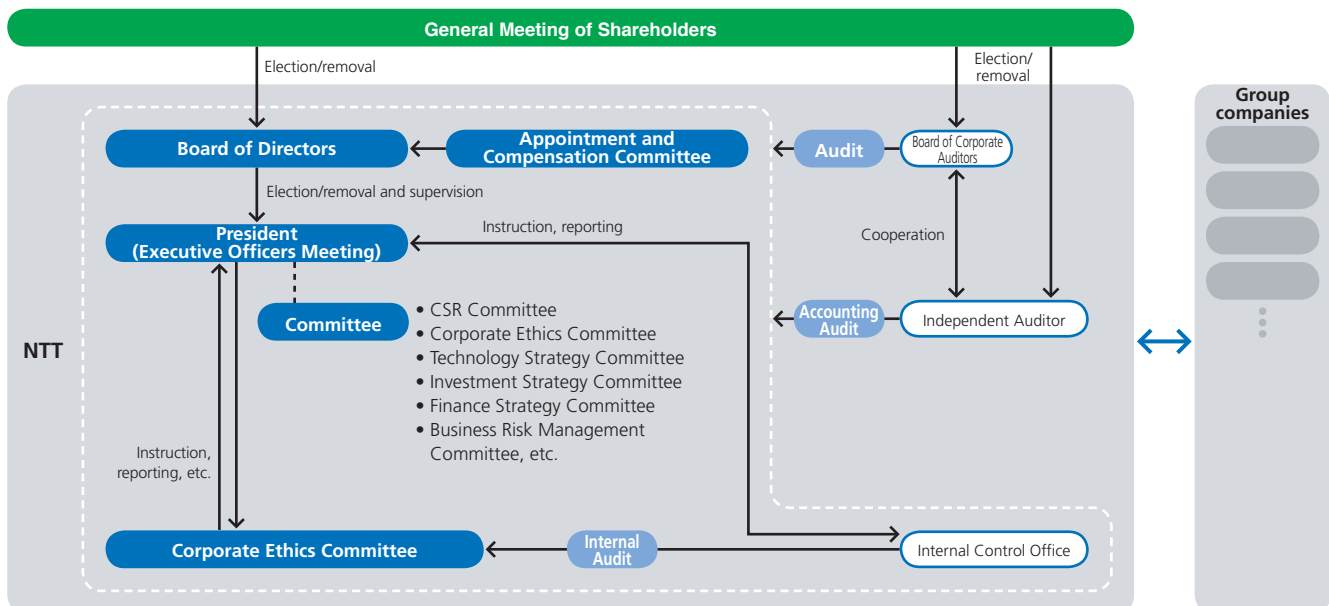 General Meeting of Shareholders
Election/removal
Election/
removal
Group
companies
Board of Directors
Appointment and
Compensation Committee
Audit
Board of Corporate
Auditors
Election/removal and supervision
President
(Executive Officers Meeting)
Instruction, reporting
Cooperation
Committee
• CSR Committee
• Corporate Ethics Committee
• Technology Strategy Committee
• Investment Strategy Committee
• Finance Strategy Committee
• Business Risk Management
Committee, etc.
Accounting
Audit
Independent Auditor
NTT
Instruction,
reporting, etc.
Corporate Ethics Committee
Internal
Audit
Internal Control Office